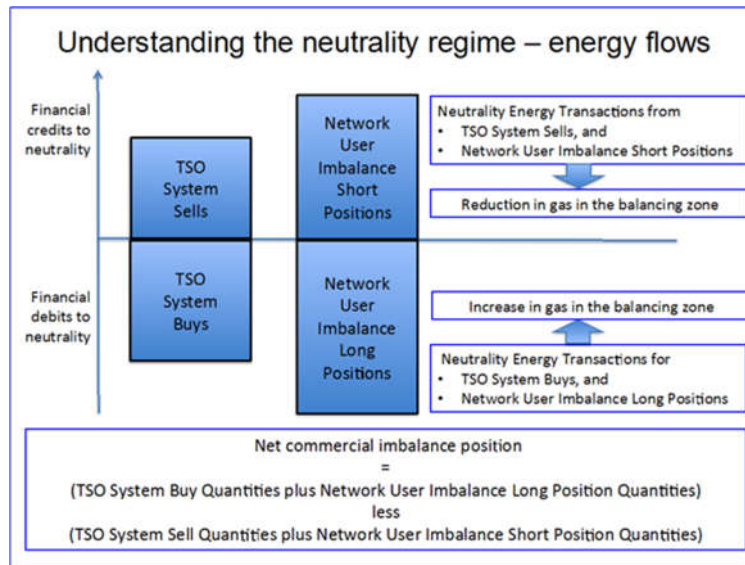 Understanding the neutrality regime – energy flows
Financial
credits to
neutrality
TSO
System
Sells
Network
User
Imbalance
Short
Positions
Neutrality Energy Transactions from
• TSO System Sells, and
• Network User Imbalance Short Positions
Reduction in gas in the balancing zone
Financial
debits to
neutrality
TSO
System
Buys
Network
User
Imbalance
Long
Positions
Increase in gas in the balancing zone
Neutrality Energy Transactions for
• TSO System Buys, and
• Network User Imbalance Long Positions
Net commercial imbalance position
=
(TSO System Buy Quantities plus Network User Imbalance Long Position Quantities)
less
(TSO System Sell Quantities plus Network User Imbalance Short Position Quantities)